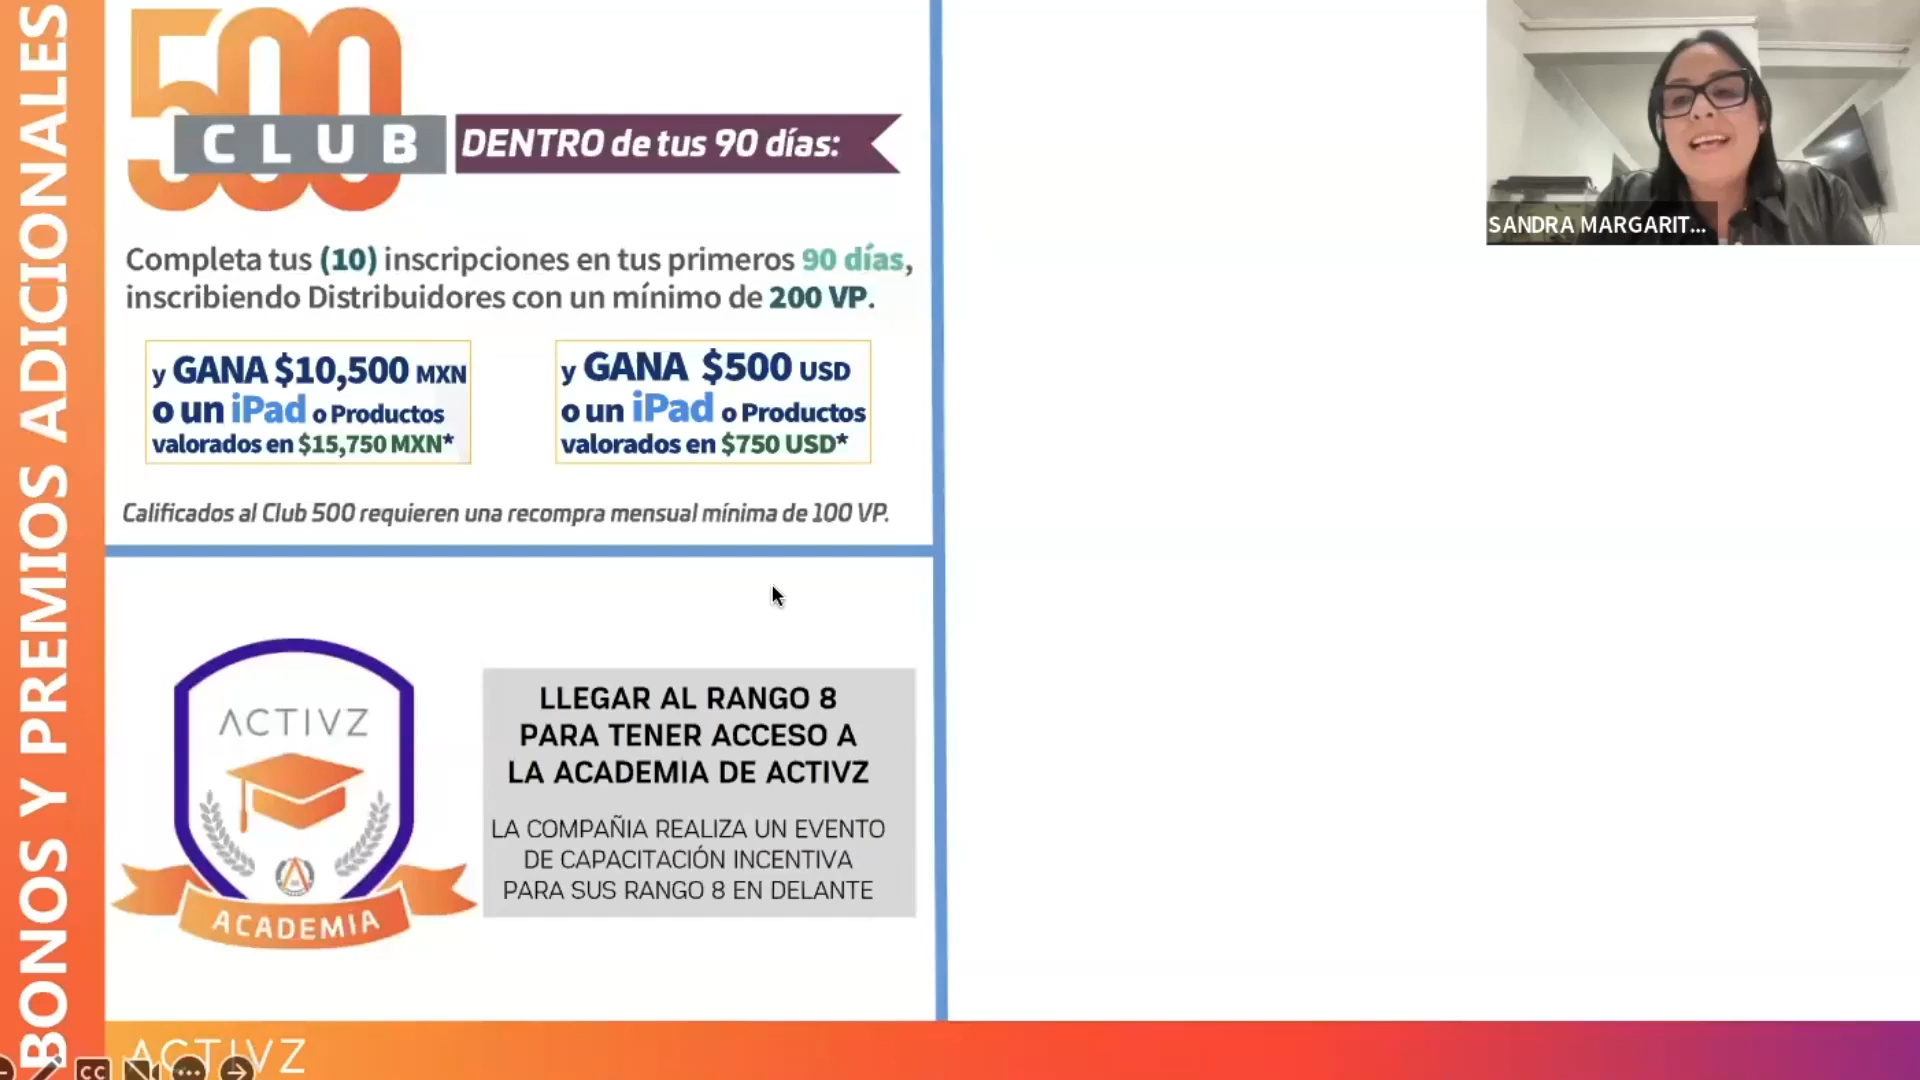 BONOS Y PREMIOS ADICIONALES
500
CLUB
DENTRO de tus 90 días:
Completa tus (10) inscripciones en tus primeros 90 días,
inscribiendo Distribuidores con un mínimo de 200 VP.
y GANA $10,500 MXN
o un iPad o Productos
valorados en $15,750 MXN*
y GANA $500 USD
o un iPad o Productos
valorados en $750 USD*
Calificados al Club 500 requieren una recompra mensual mínima de 100 VP.
ACTIVZ
ACADEMIA
LLEGAR AL RANGO 8
PARA TENER ACCESO A
LA ACADEMIA DE ACTIVZ
LA COMPAÑIA REALIZA UN EVENTO
DE CAPACITACIÓN INCENTIVA
PARA SUS RANGO 8 EN DELANTE
SANDRA MARGARIT...
ACTIVZ
CC